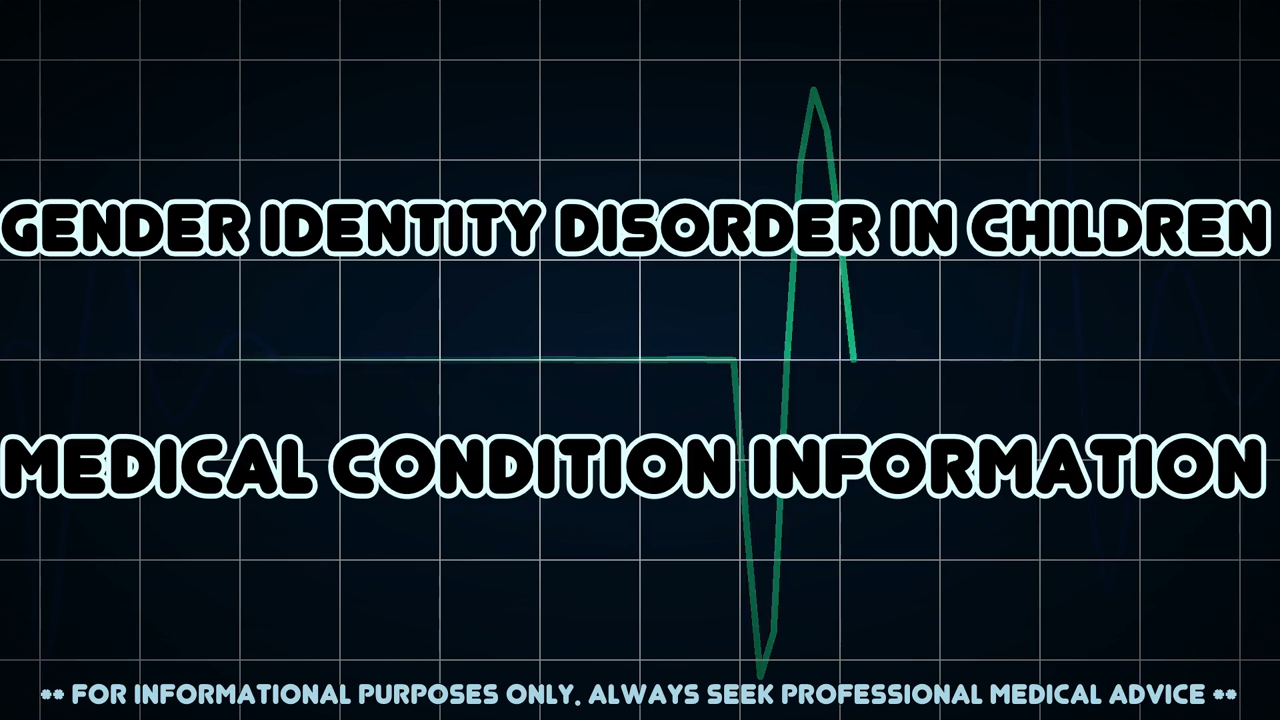 GENDER IDENTITY DISORDER IN CHILDREN
MEDICAL CONDITION INFORMATION
** FOR INFORMATIONAL PURPOSES ONLY. ALWAYS SEEK PROFESSIONAL MEDICAL ADVICE **